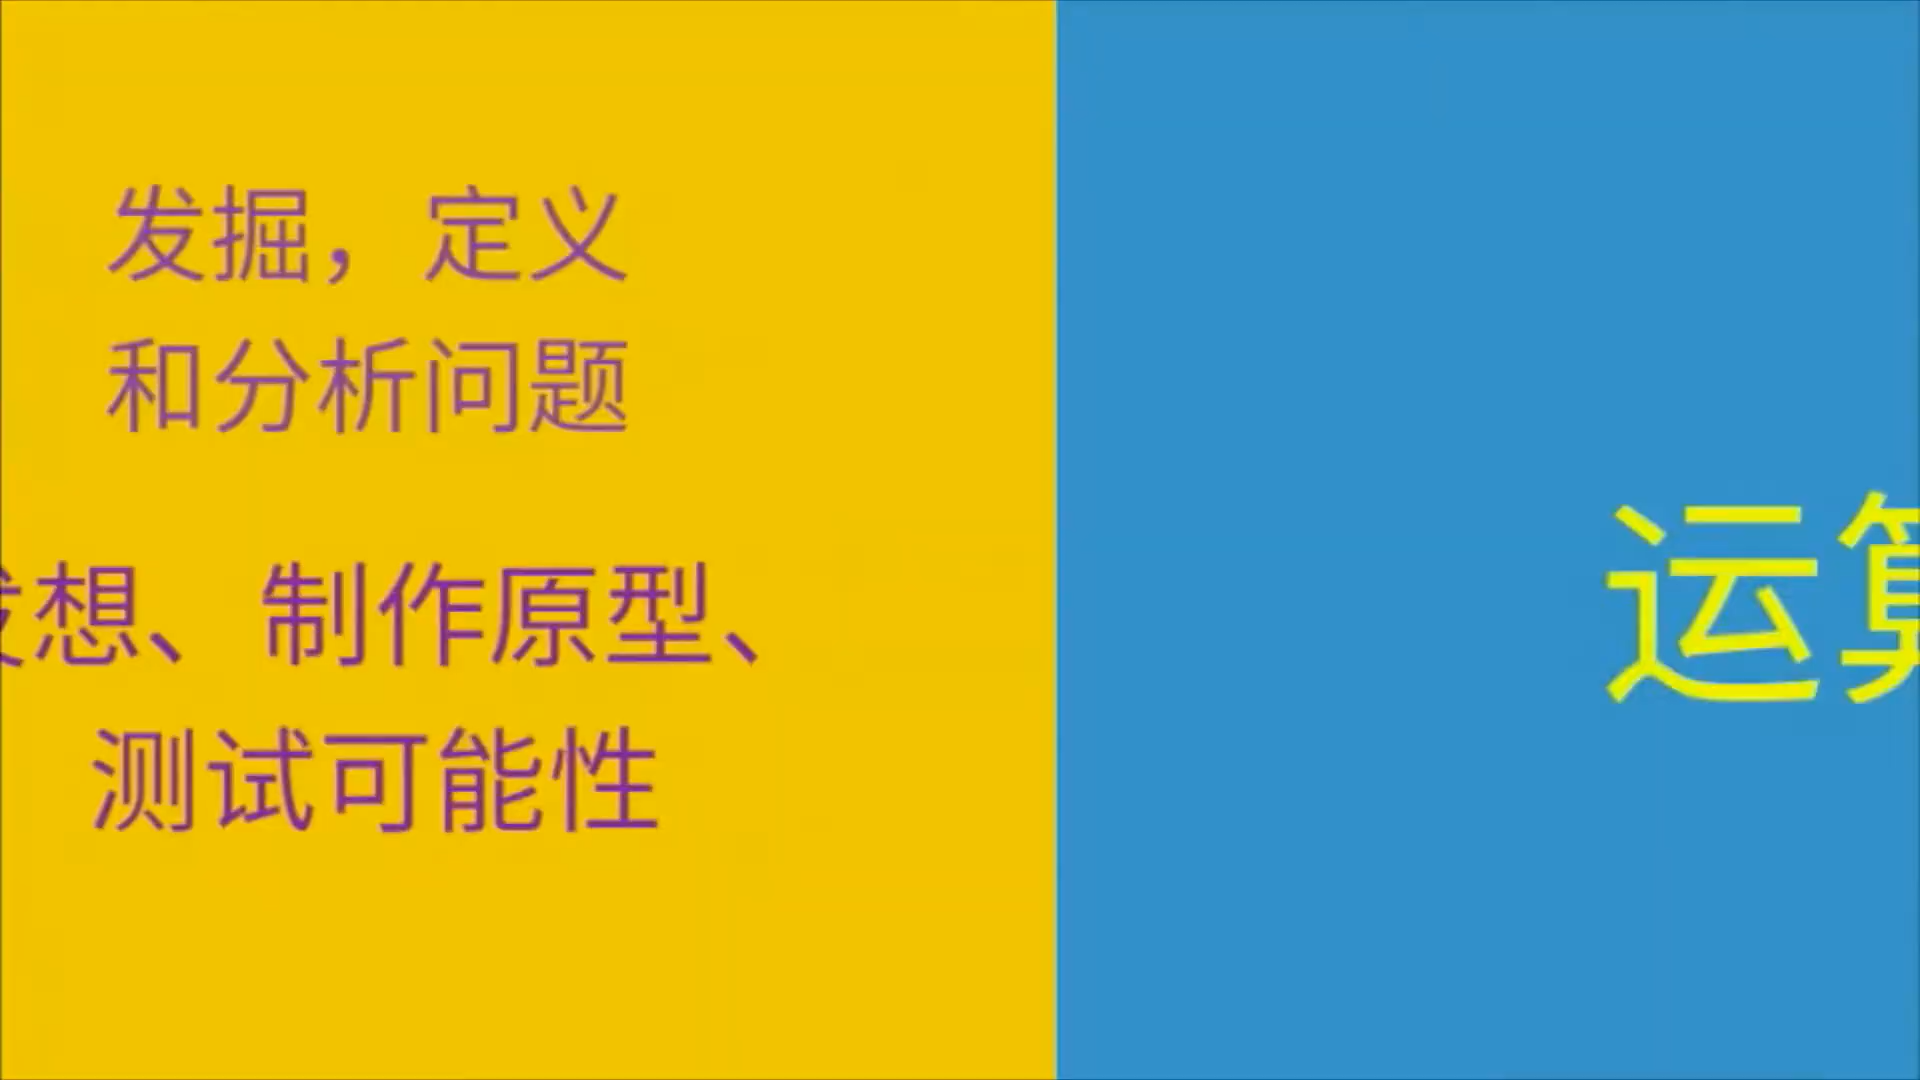 发掘，定义
和分析问题
想、制作原型、
测试可能性
运